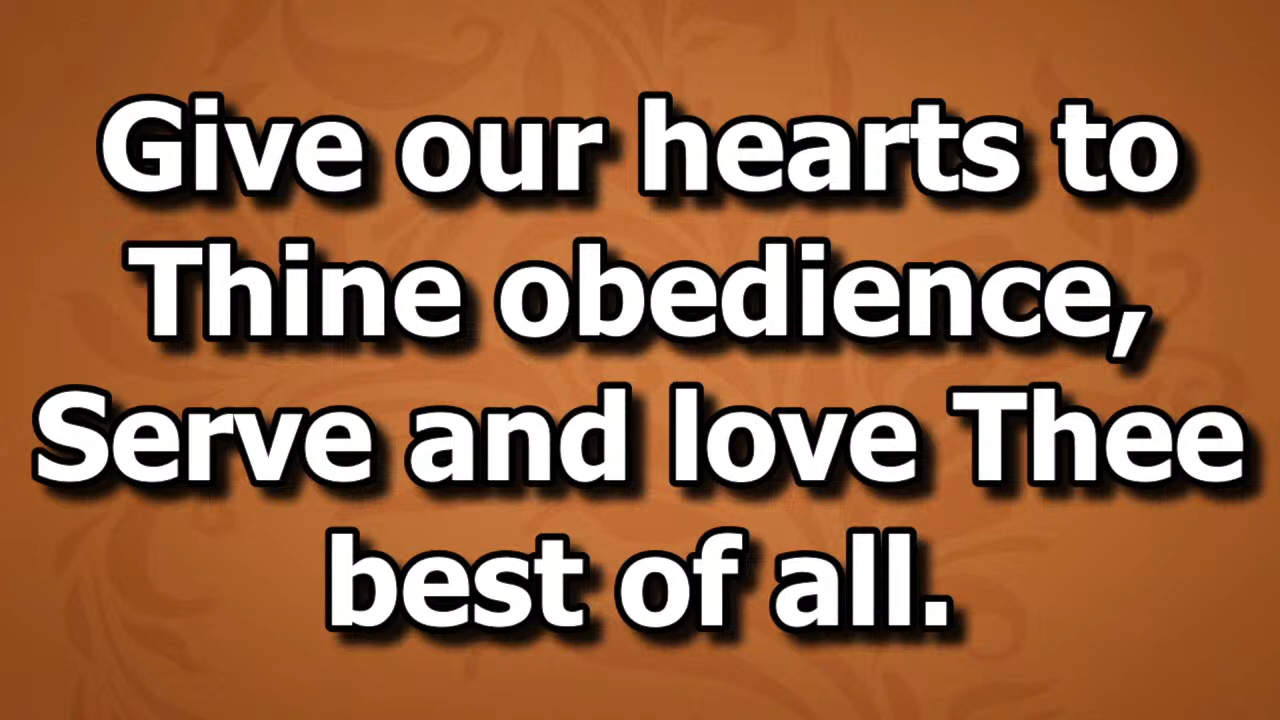 Give our hearts to
Thine obedience,
Serve and love Thee
best of all.